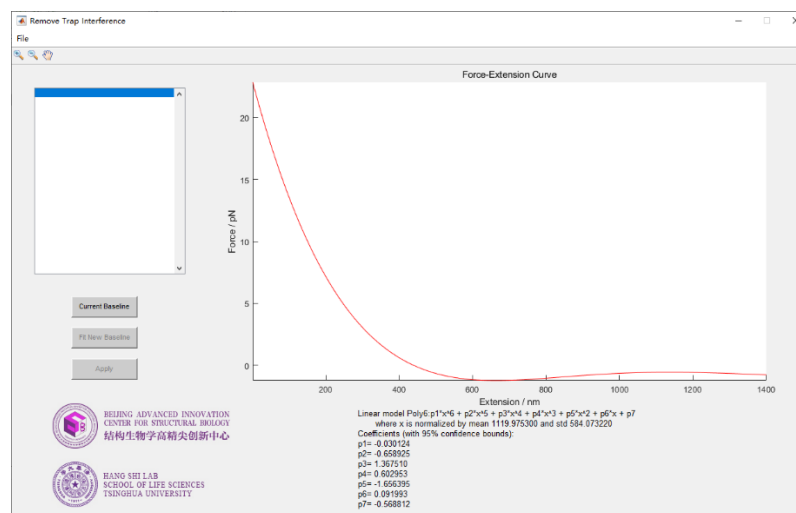 Remove Trap Interference
File
Force-Extension Curve
20
15
10
5
0
Force / pN
200
400
600
800
1000
1200
1400
Extension / nm
Current Baseline
Fit New Baseline
Apply
BEIJING ADVANCED INNOVATION
CENTER FOR STRUCTURAL BIOLOGY
结构生物学高精尖创新中心
HANG SHI LAB
SCHOOL OF LIFE SCIENCES
TSINGHUA UNIVERSITY
Linear model Poly6:p1*x^6 + p2*x^5 + p3*x^4 + p4*x^3 + p5*x^2 + p6*x + p7
where x is normalized by mean 1119.975300 and std 584.073220
Coefficients (with 95% confidence bounds):
p1= -0.030124
p2= -0.658925
p3= 1.367510
p4= 0.602953
p5= -1.656395
p6= 0.091993
p7= -0.568812